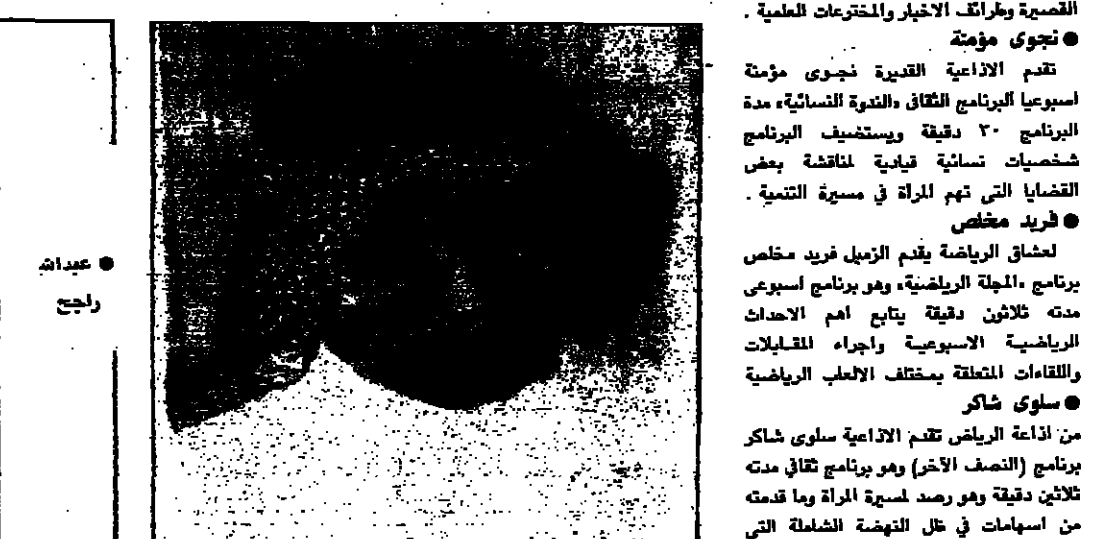 القصيرة وطرائف الاخبار والمخترعات العلمية .
● نجوى مؤمنة
تقدم الاذاعية القديرة نجوى مؤمنة
اسبوعيا البرنامج الثقافي «الندوة النسائية» مدة
البرنامج ٣٠ دقيقة ويستضيف البرنامج
شخصيات نسائية قيادية لمناقشة بعض
القضايا التى تهم المرأة في مسيرة التنمية .
● فريد مخلص
لعشاق الرياضة يقدم الزميل فريد مخلص
برنامج «المجلة الرياضية» وهو برنامج اسبوعى
مدته ثلاثون دقيقة يتابع اهم الاحداث
الرياضية الاسبوعية واجراء المقابلات
واللقاءات المتعلقة بمختلف الالعاب الرياضية
● سلوى شاكر
من اذاعة الرياض تقدم الاذاعية سلوى شاكر
برنامج (النصف الآخر) وهو برنامج ثقافي مدته
ثلاثين دقيقة وهو رصد لمسيرة المرأة وما قدمته
من اسهامات في ظل النهضة الشاملة التى
● عبدالله
راجح